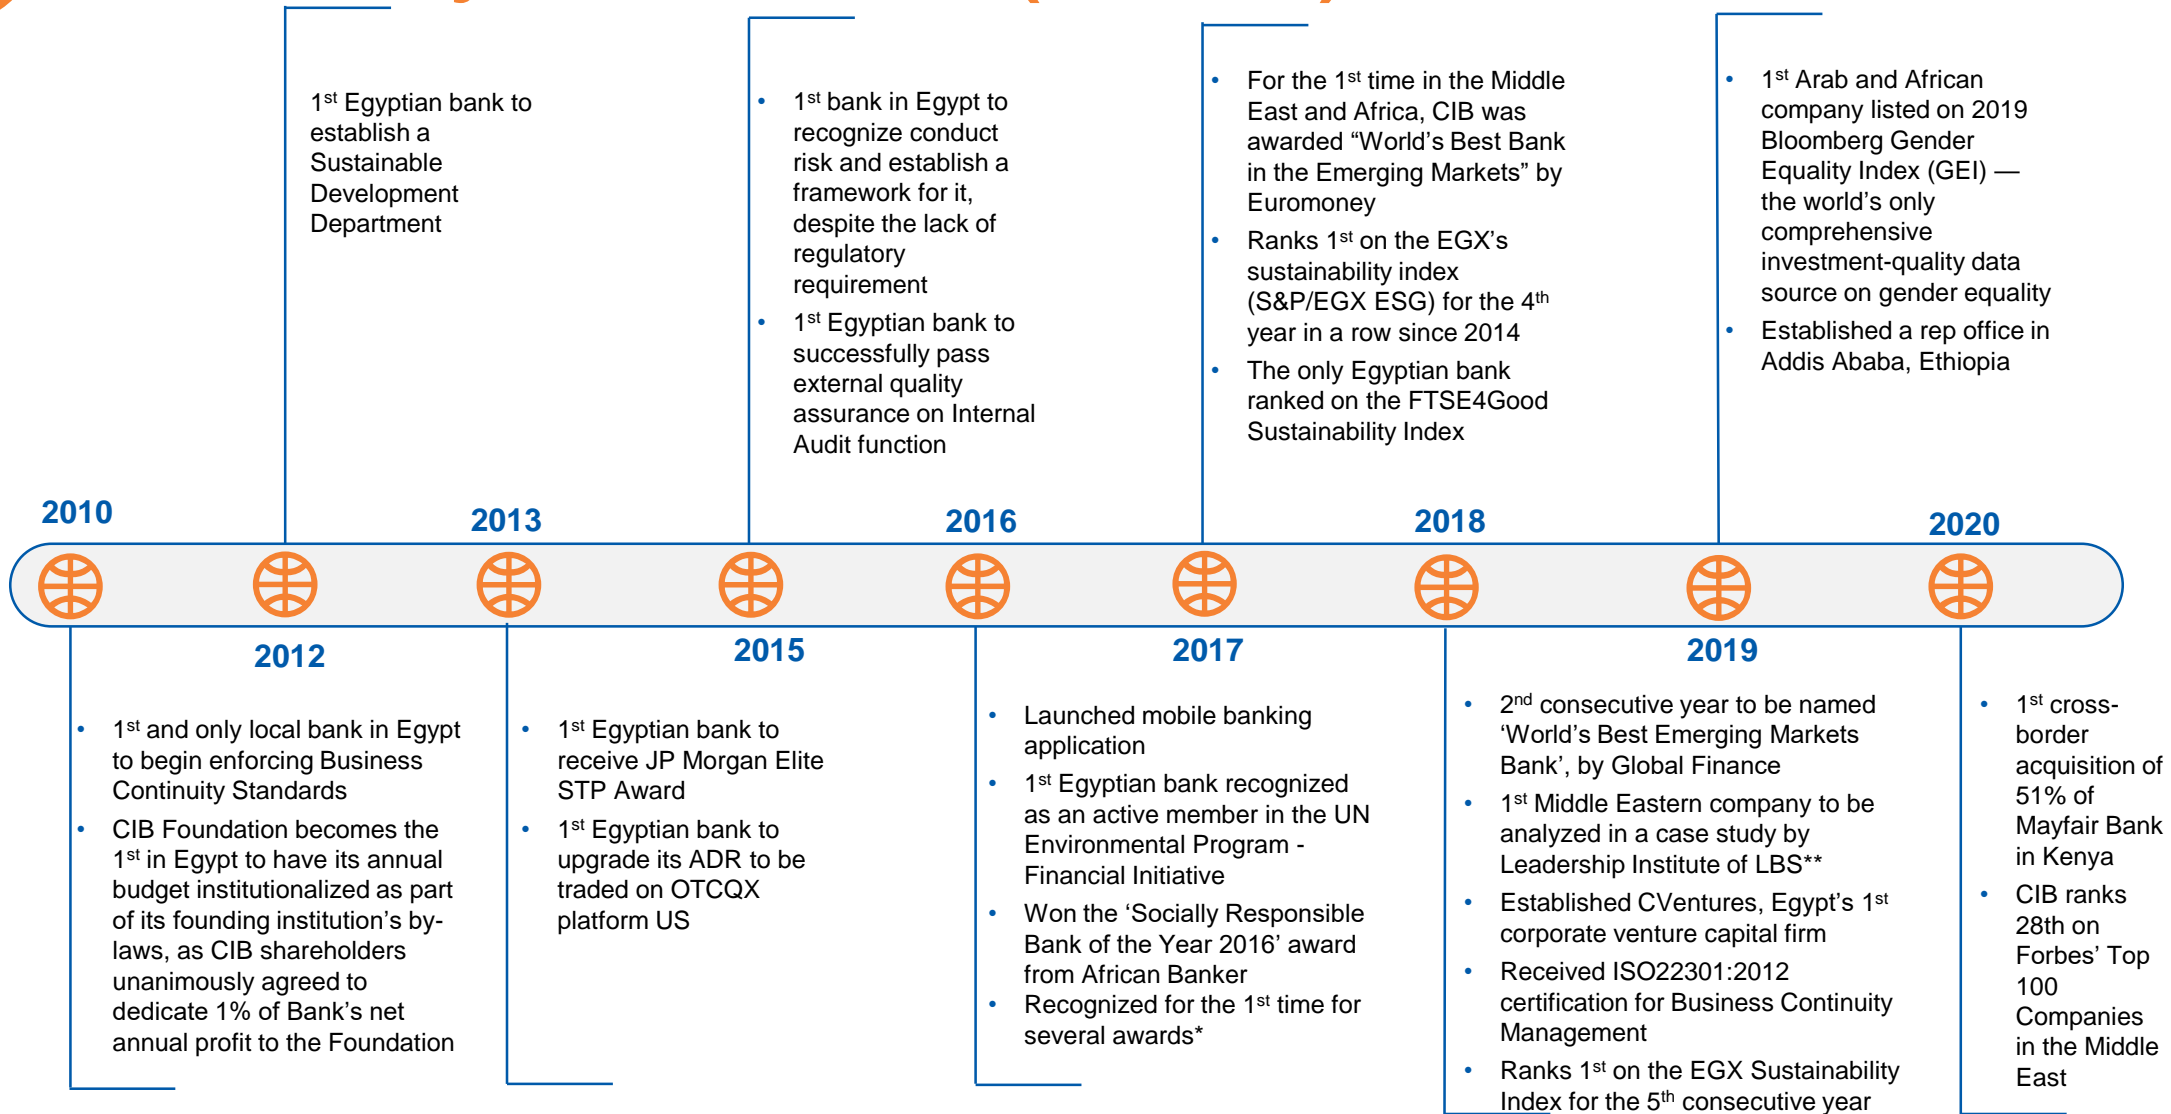 1st Egyptian bank to
establish a
Sustainable
Development
Department
• 1st bank in Egypt to
recognize conduct
risk and establish a
framework for it,
despite the lack of
regulatory
requirement
• 1st Egyptian bank to
successfully pass
external quality
assurance on Internal
Audit function
• For the 1st time in the Middle
East and Africa, CIB was
awarded “World’s Best Bank
in the Emerging Markets” by
Euromoney
• Ranks 1st on the EGX’s
sustainability index
(S&P/EGX ESG) for the 4th
year in a row since 2014
• The only Egyptian bank
ranked on the FTSE4Good
Sustainability Index
• 1st Arab and African
company listed on 2019
Bloomberg Gender
Equality Index (GEI) —
the world’s only
comprehensive
investment-quality data
source on gender equality
• Established a rep office in
Addis Ababa, Ethiopia
2010
2013
2016
2018
2020
2012
2015
2017
2019
• 1st and only local bank in Egypt
to begin enforcing Business
Continuity Standards
• CIB Foundation becomes the
1st in Egypt to have its annual
budget institutionalized as part
of its founding institution’s by-
laws, as CIB shareholders
unanimously agreed to
dedicate 1% of Bank’s net
annual profit to the Foundation
• 1st Egyptian bank to
receive JP Morgan Elite
STP Award
• 1st Egyptian bank to
upgrade its ADR to be
traded on OTCQX
platform US
• Launched mobile banking
application
• 1st Egyptian bank recognized
as an active member in the UN
Environmental Program -
Financial Initiative
• Won the ‘Socially Responsible
Bank of the Year 2016’ award
from African Banker
• Recognized for the 1st time for
several awards*
• 2nd consecutive year to be named
‘World’s Best Emerging Markets
Bank’, by Global Finance
• 1st Middle Eastern company to be
analyzed in a case study by
Leadership Institute of LBS**
• Established CVentures, Egypt’s 1st
corporate venture capital firm
• Received ISO22301:2012
certification for Business Continuity
Management
• Ranks 1st on the EGX Sustainability
Index for the 5th consecutive year
• 1st cross-
border
acquisition of
51% of
Mayfair Bank
in Kenya
• CIB ranks
28th on
Forbes’ Top
100
Companies
in the Middle
East